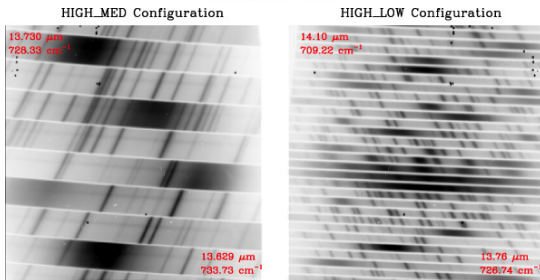 HIGH_MED Configuration
13.730 μm
728.33 cm⁻¹
13.629 μm
733.73 cm⁻¹
HIGH_LOW Configuration
14.10 μm
709.22 cm⁻¹
13.76 μm
726.74 cm⁻¹